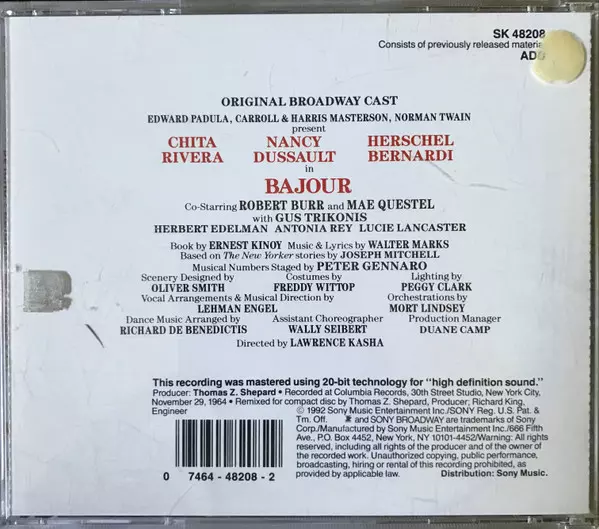 SK 48208
Consists of previously released material
ADD
ORIGINAL BROADWAY CAST
EDWARD PADULA, CARROLL & HARRIS MASTERSON, NORMAN TWAIN
present
CHITA NANCY HERSCHEL
RIVERA DUSSAULT BERNARDI
in
BAJOUR
Co-Starring ROBERT BURR and MAE QUESTEL
with GUS TRIKONIS
HERBERT EDELMAN ANTONIA REY LUCIE LANCASTER
Book by ERNEST KINOY Music & Lyrics by WALTER MARKS
Based on The New Yorker stories by JOSEPH MITCHELL
Musical Numbers Staged by PETER GENNARO
Scenery Designed by Costumes by Lighting by
OLIVER SMITH FREDDY WITTOP PEGGY CLARK
Vocal Arrangements & Musical Direction by Orchestrations by
LEHMAN ENGEL MORT LINDSEY
Dance Music Arranged by Assistant Choreographer Production Manager
RICHARD DE BENEDICTIS WALLY SEIBERT DUANE CAMP
Directed by LAWRENCE KASHA
This recording was mastered using 20-bit technology for "high definition sound."
Producer: Thomas Z. Shepard • Recorded at Columbia Records, 30th Street Studio, New York City,
November 29, 1964 • Remixed for compact disc by Thomas Z. Shepard, Producer; Richard King,
Engineer
© 1992 Sony Music Entertainment Inc./SONY Reg. U.S. Pat. &
Tm. Off. and SONY BROADWAY are trademarks of Sony
Corp./Manufactured by Sony Music Entertainment Inc./666 Fifth
Ave., P.O. Box 4452, New York, NY 10101-4452/Warning: All rights
reserved, including all rights of the producer and of the owner of
the recorded work. Unauthorized copying, public performance,
broadcasting, hiring or rental of this recording prohibited, as
provided by applicable law. Distribution: Sony Music.
0 7464-48208-2